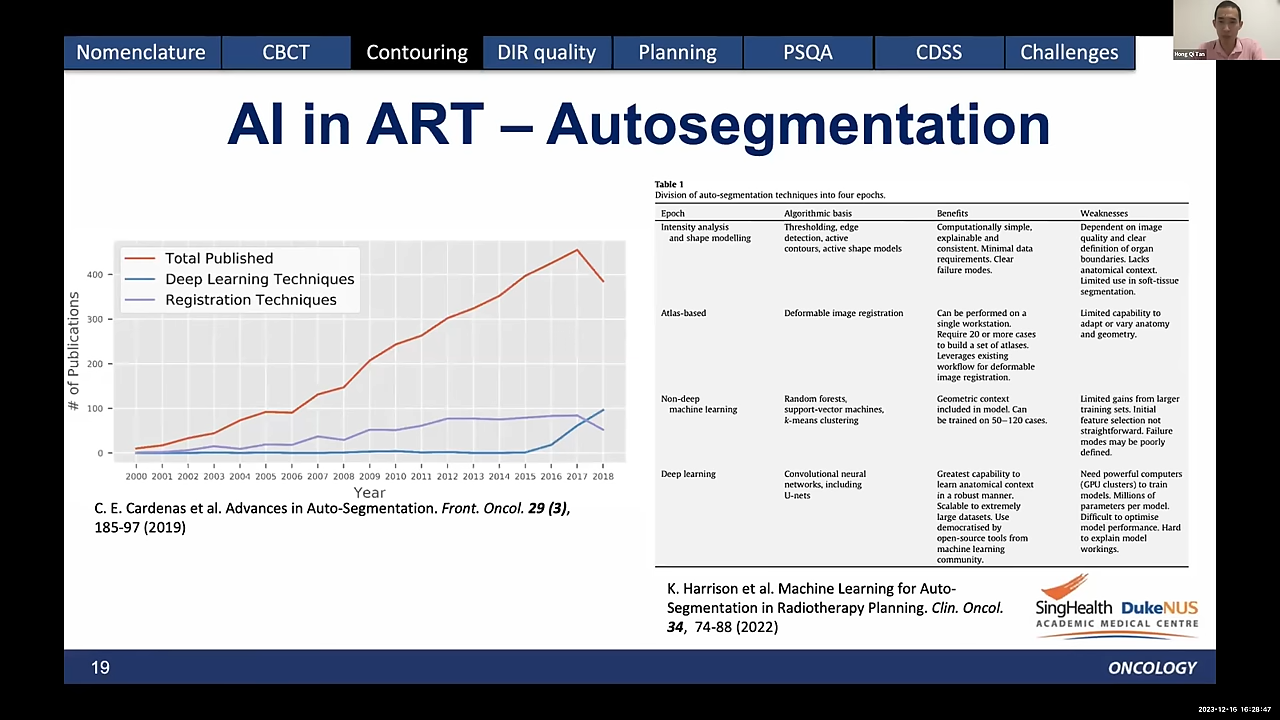 Nomenclature CBCT Contouring DIR quality Planning PSQA CDSS Challenges
Hong Qi Tan
AI in ART – Autosegmentation
Total Published
Deep Learning Techniques
Registration Techniques
# of Publications
400
300
200
100
0
2000 2001 2002 2003 2004 2005 2006 2007 2008 2009 2010 2011 2012 2013 2014 2015 2016 2017 2018
Year
C. E. Cardenas et al. Advances in Auto-Segmentation. Front. Oncol. 29 (3),
185-97 (2019)
Table 1
Division of auto-segmentation techniques into four epochs.
Epoch Algorithmic basis Benefits Weaknesses
Intensity analysis
and shape modelling
Thresholding, edge
detection, active
contours, active shape models
Computationally simple,
explainable and
consistent. Minimal data
requirements. Clear
failure modes.
Dependent on image
quality and clear
definition of organ
boundaries. Lacks
anatomical context.
Limited use in soft-tissue
segmentation.
Atlas-based
Deformable image registration
Can be performed on a
single workstation.
Require 20 or more cases
to build a set of atlases.
Leverages existing
workflow for deformable
image registration.
Limited capability to
adapt or vary anatomy
and geometry.
Non-deep
machine learning
Random forests,
support-vector machines,
k-means clustering
Geometric context
included in model. Can
be trained on 50–120 cases.
Limited gains from larger
training sets. Initial
feature selection not
straightforward. Failure
modes may be poorly
defined.
Deep learning
Convolutional neural
networks, including
U-nets
Greatest capability to
learn anatomical context
in a robust manner.
Scalable to extremely
large datasets. Use
democratised by
open-source tools from
machine learning
community.
Need powerful computers
(GPU clusters) to train
models. Millions of
parameters per model.
Difficult to optimise
model performance. Hard
to explain model
workings.
K. Harrison et al. Machine Learning for Auto-
Segmentation in Radiotherapy Planning. Clin. Oncol.
34, 74-88 (2022)
SingHealth DukeNUS
ACADEMIC MEDICAL CENTRE
19
ONCOLOGY
2023-12-16 16:28:47